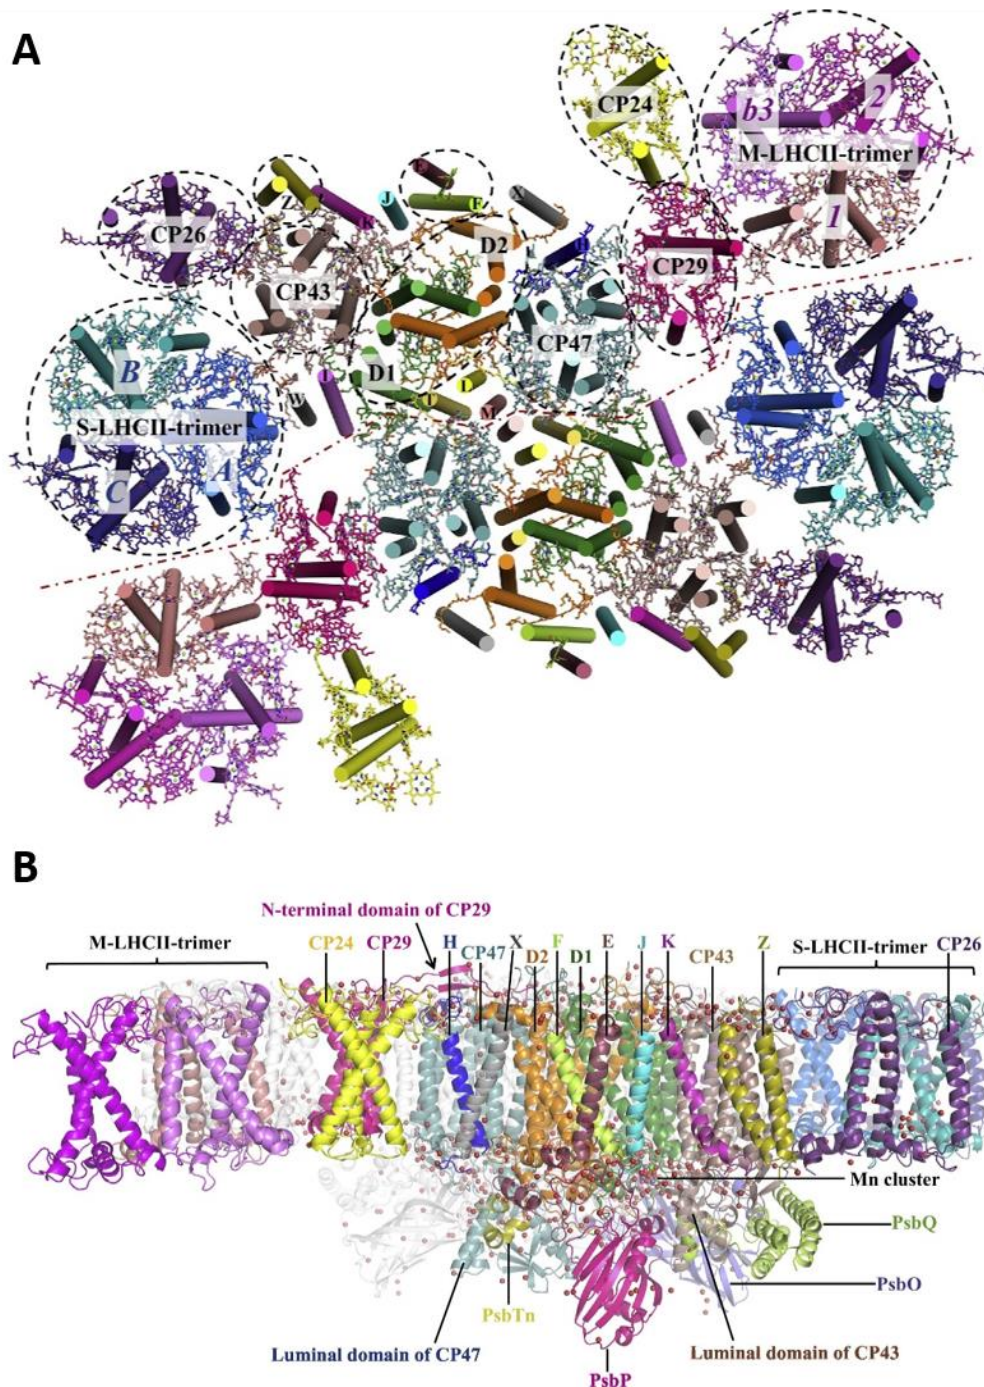 A
CP24
b3
2
M-LHCII-trimer
1
CP26
Z
K
J
F
X
D2
H
CP29
CP43
CP47
D1
B
S-LHCII-trimer
W
I
T
L
M
C
A
B
N-terminal domain of CP29
M-LHCII-trimer
CP24 CP29 H CP47 X D2 F D1 E J K CP43 Z S-LHCII-trimer CP26
Mn cluster
PsbQ
PsbO
PsbTn
Luminal domain of CP47
Luminal domain of CP43
PsbP